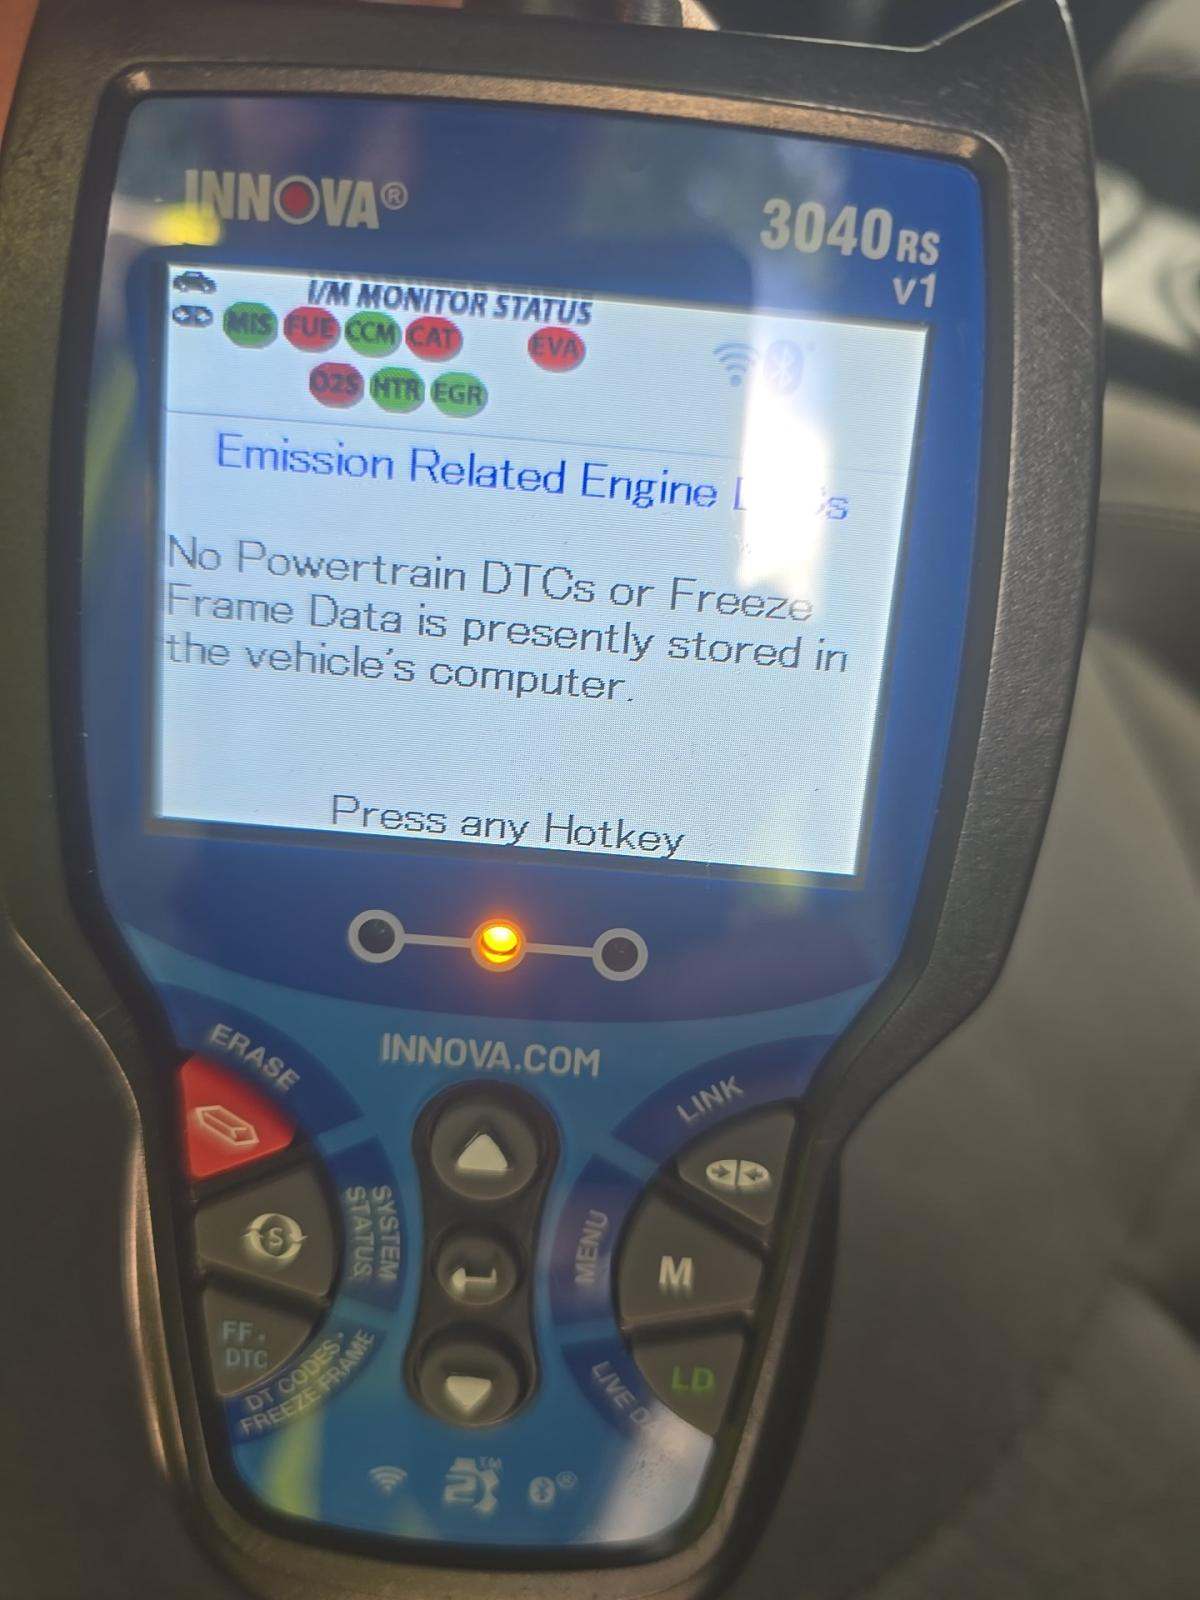 INNOVA®
3040RS
v1
I/M MONITOR STATUS
MIS FUE CCM CAT EVA
O2S HTR EGR
Emission Related Engine
No Powertrain DTCs or Freeze
Frame Data is presently stored in
the vehicle's computer.
Press any Hotkey
INNOVA.COM
ERASE
LINK
S
SYSTEM
STATUS
MENU
M
FF.
DTC
DT CODES.
FREEZE FRAME
LIVE
LD